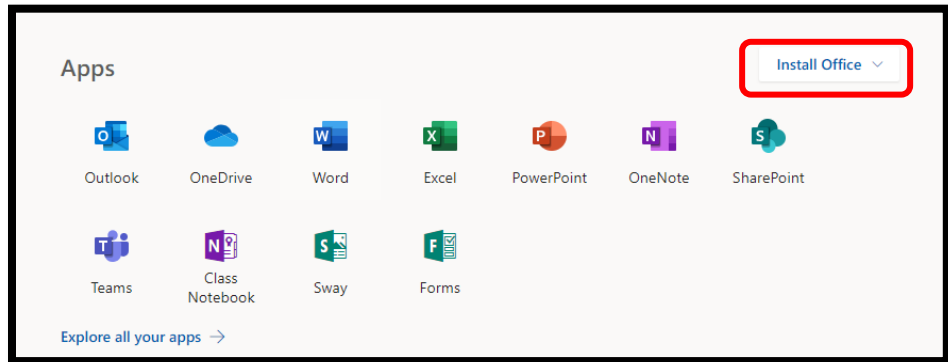 Apps
Install Office
Outlook OneDrive Word Excel PowerPoint OneNote SharePoint
Teams Class Notebook Sway Forms
Explore all your apps →